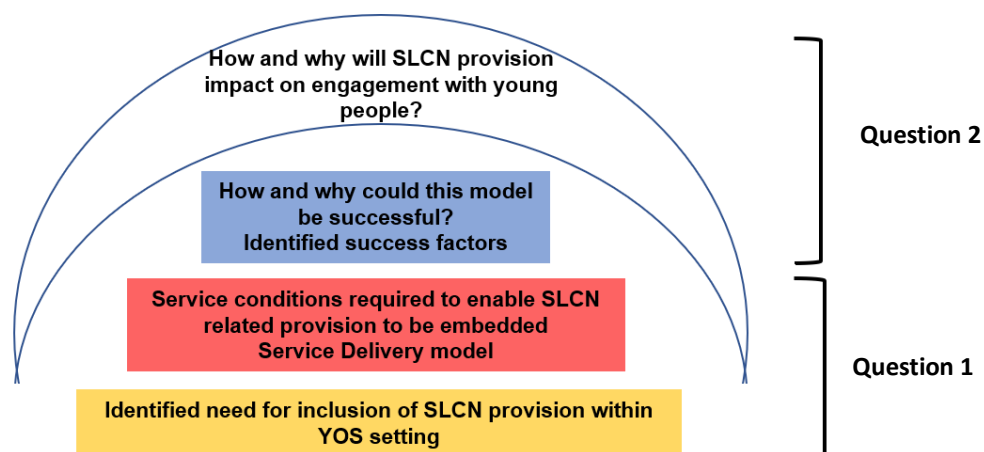 How and why will SLCN provision
impact on engagement with young
people?
Question 2
How and why could this model
be successful?
Identified success factors
Service conditions required to enable SLCN
related provision to be embedded
Service Delivery model
Question 1
Identified need for inclusion of SLCN provision within
YOS setting